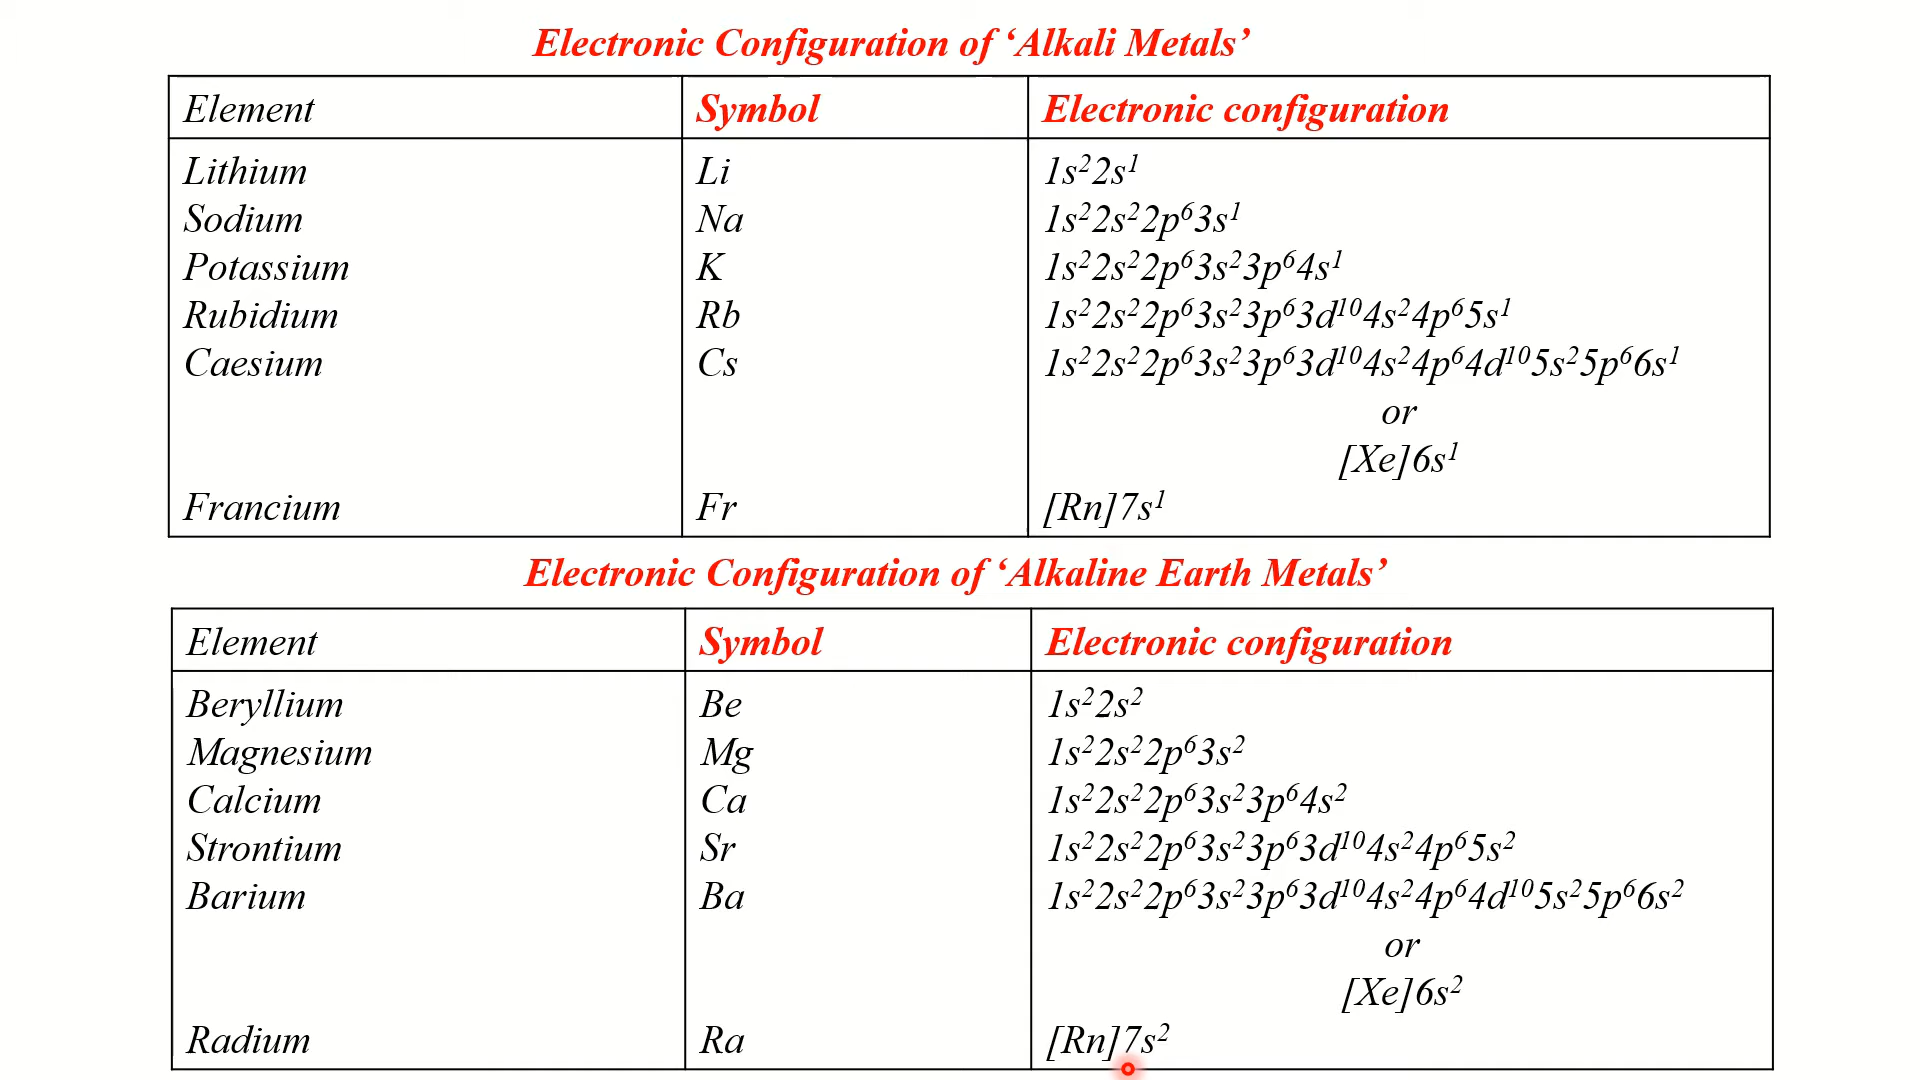 Electronic Configuration of ‘Alkali Metals’
Element Symbol Electronic configuration
Lithium Li 1s²2s¹
Sodium Na 1s²2s²2p⁶3s¹
Potassium K 1s²2s²2p⁶3s²3p⁶4s¹
Rubidium Rb 1s²2s²2p⁶3s²3p⁶3d¹⁰4s²4p⁶5s¹
Caesium Cs 1s²2s²2p⁶3s²3p⁶3d¹⁰4s²4p⁶4d¹⁰5s²5p⁶6s¹
or
[Xe]6s¹
Francium Fr [Rn]7s¹
Electronic Configuration of ‘Alkaline Earth Metals’
Element Symbol Electronic configuration
Beryllium Be 1s²2s²
Magnesium Mg 1s²2s²2p⁶3s²
Calcium Ca 1s²2s²2p⁶3s²3p⁶4s²
Strontium Sr 1s²2s²2p⁶3s²3p⁶3d¹⁰4s²4p⁶5s²
Barium Ba 1s²2s²2p⁶3s²3p⁶3d¹⁰4s²4p⁶4d¹⁰5s²5p⁶6s²
or
[Xe]6s²
Radium Ra [Rn]7s²